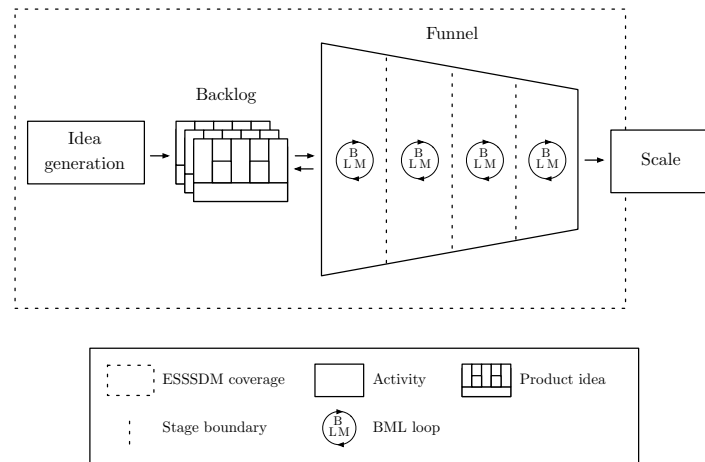 Funnel
Backlog
Idea
generation
B
L M
B
L M
B
L M
B
L M
Scale
ESSSDM coverage
Activity
Product idea
Stage boundary
B
L M
BML loop